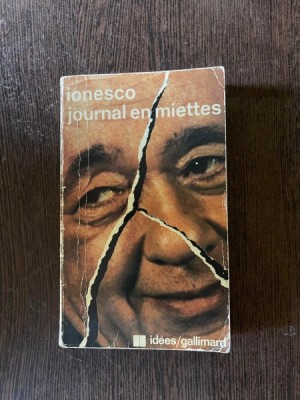 ionesco
journal en miettes
idées/gallimard